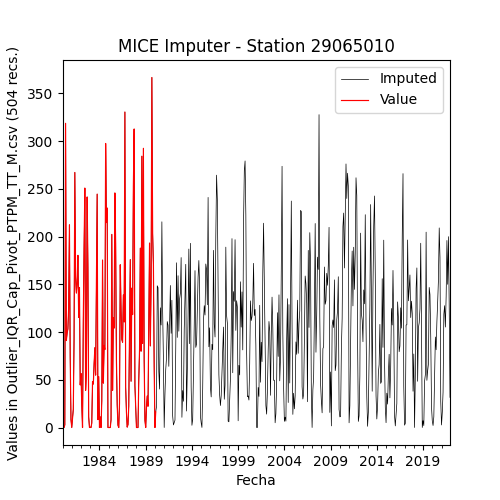 MICE Imputer - Station 29065010
Values in Outlier_IQR_Cap_Pivot_PTPM_TT_M.csv (504 recs.)
350
300
250
200
150
100
50
0
Imputed
Value
1984 1989 1994 1999 2004 2009 2014 2019
Fecha